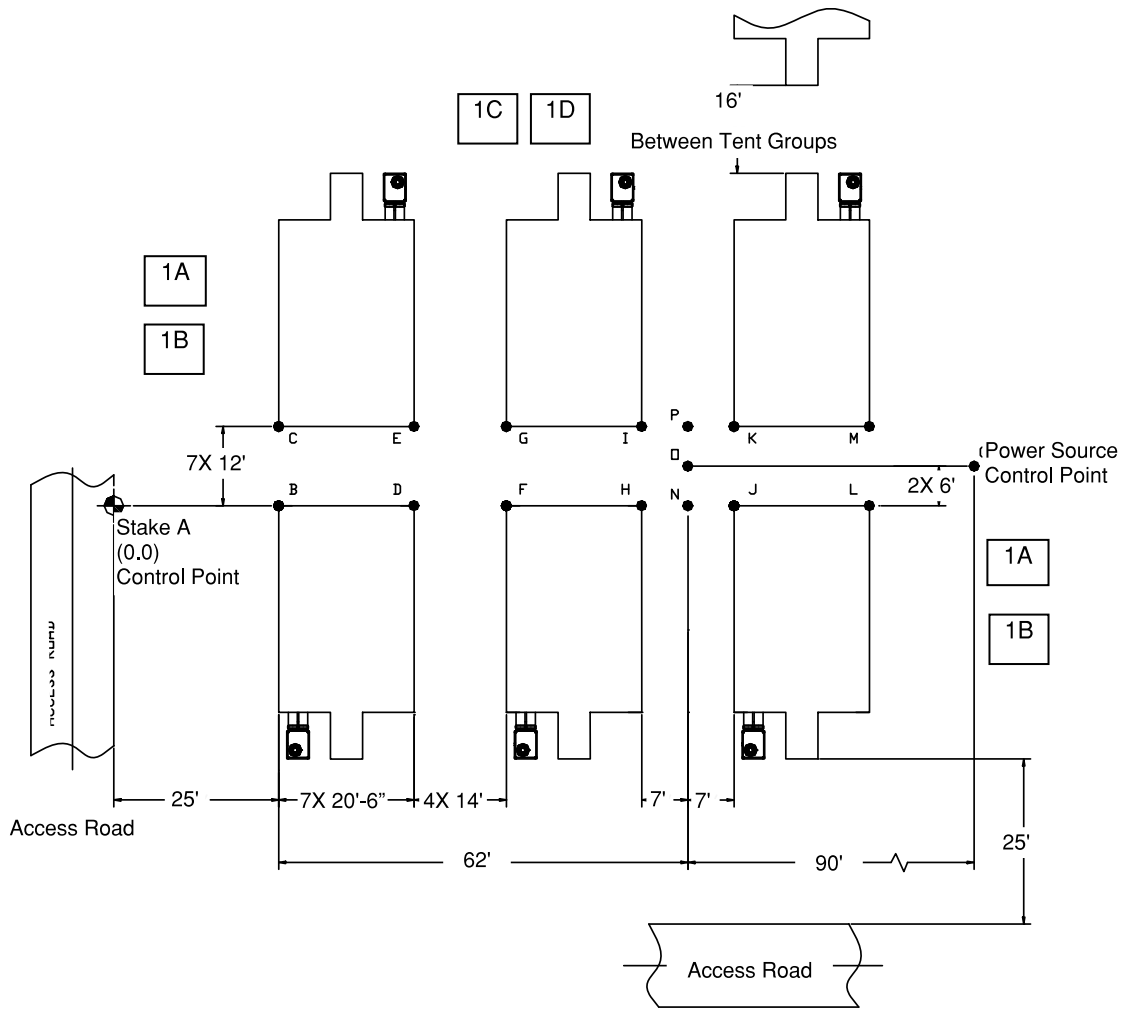 16'
1C 1D
Between Tent Groups
1A
1B
C E G I P K M
7X 12'
O
(Power Source
Control Point
2X 6'
B D F H N J L
Stake A
(0.0)
Control Point
1A
1B
25' 7X 20'-6" 4X 14' 7' 7'
Access Road
25'
62' 90'
Access Road